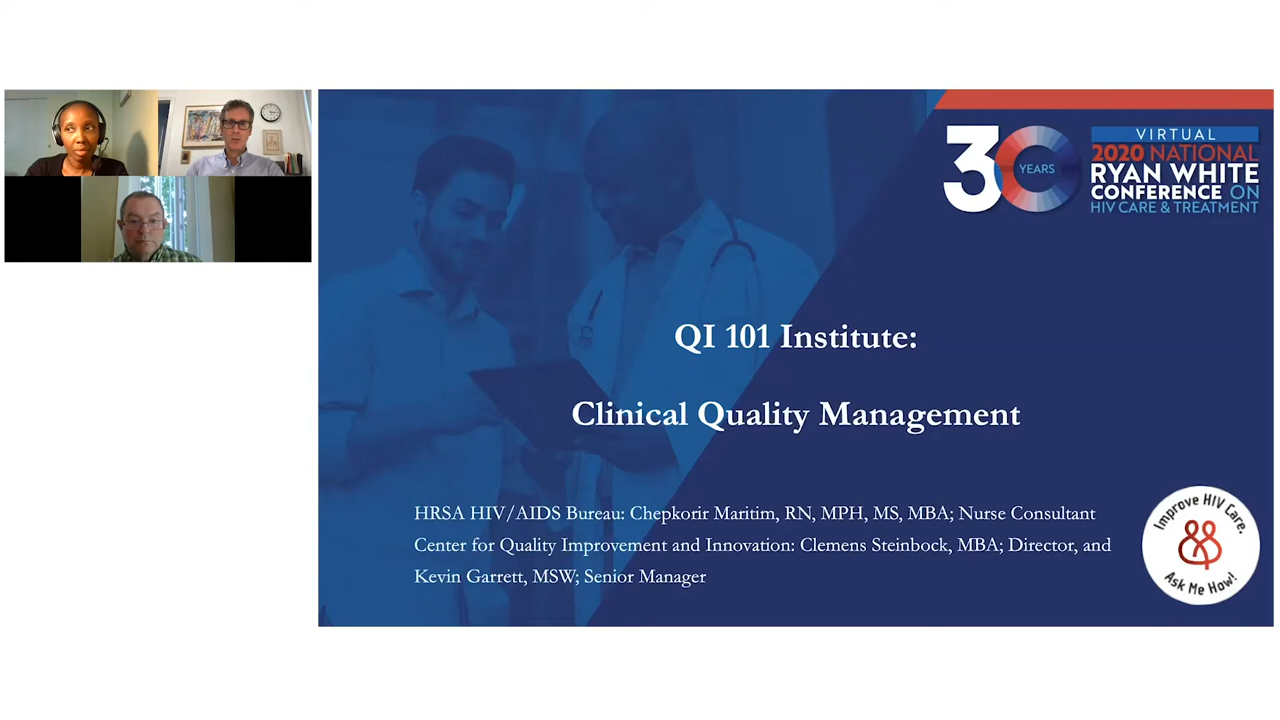 30
YEARS
VIRTUAL
2020 NATIONAL
RYAN WHITE
CONFERENCE ON
HIV CARE & TREATMENT
QI 101 Institute:
Clinical Quality Management
HRSA HIV/AIDS Bureau: Chepkorir Maritim, RN, MPH, MS, MBA; Nurse Consultant
Center for Quality Improvement and Innovation: Clemens Steinbock, MBA; Director, and
Kevin Garrett, MSW; Senior Manager
Improve HIV Care.
Ask Me How!